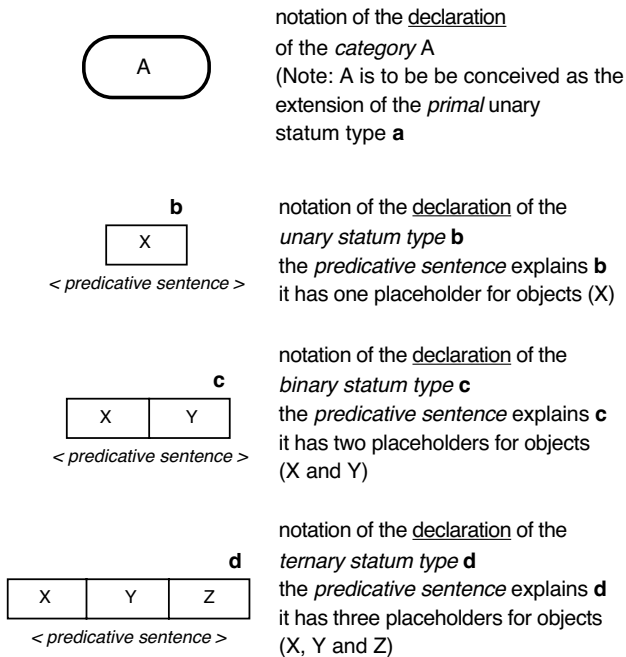 A
notation of the declaration
of the category A
(Note: A is to be be conceived as the
extension of the primal unary
statum type a
b
X
< predicative sentence >
notation of the declaration of the
unary statum type b
the predicative sentence explains b
it has one placeholder for objects (X)
c
X Y
< predicative sentence >
notation of the declaration of the
binary statum type c
the predicative sentence explains c
it has two placeholders for objects
(X and Y)
d
X Y Z
< predicative sentence >
notation of the declaration of the
ternary statum type d
the predicative sentence explains d
it has three placeholders for objects
(X, Y and Z)